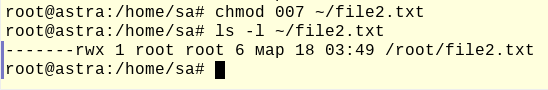 root@astra:/home/sa# chmod 007 ~/file2.txt
root@astra:/home/sa# ls -l ~/file2.txt
-------rwx 1 root root 6 мар 18 03:49 /root/file2.txt
root@astra:/home/sa#